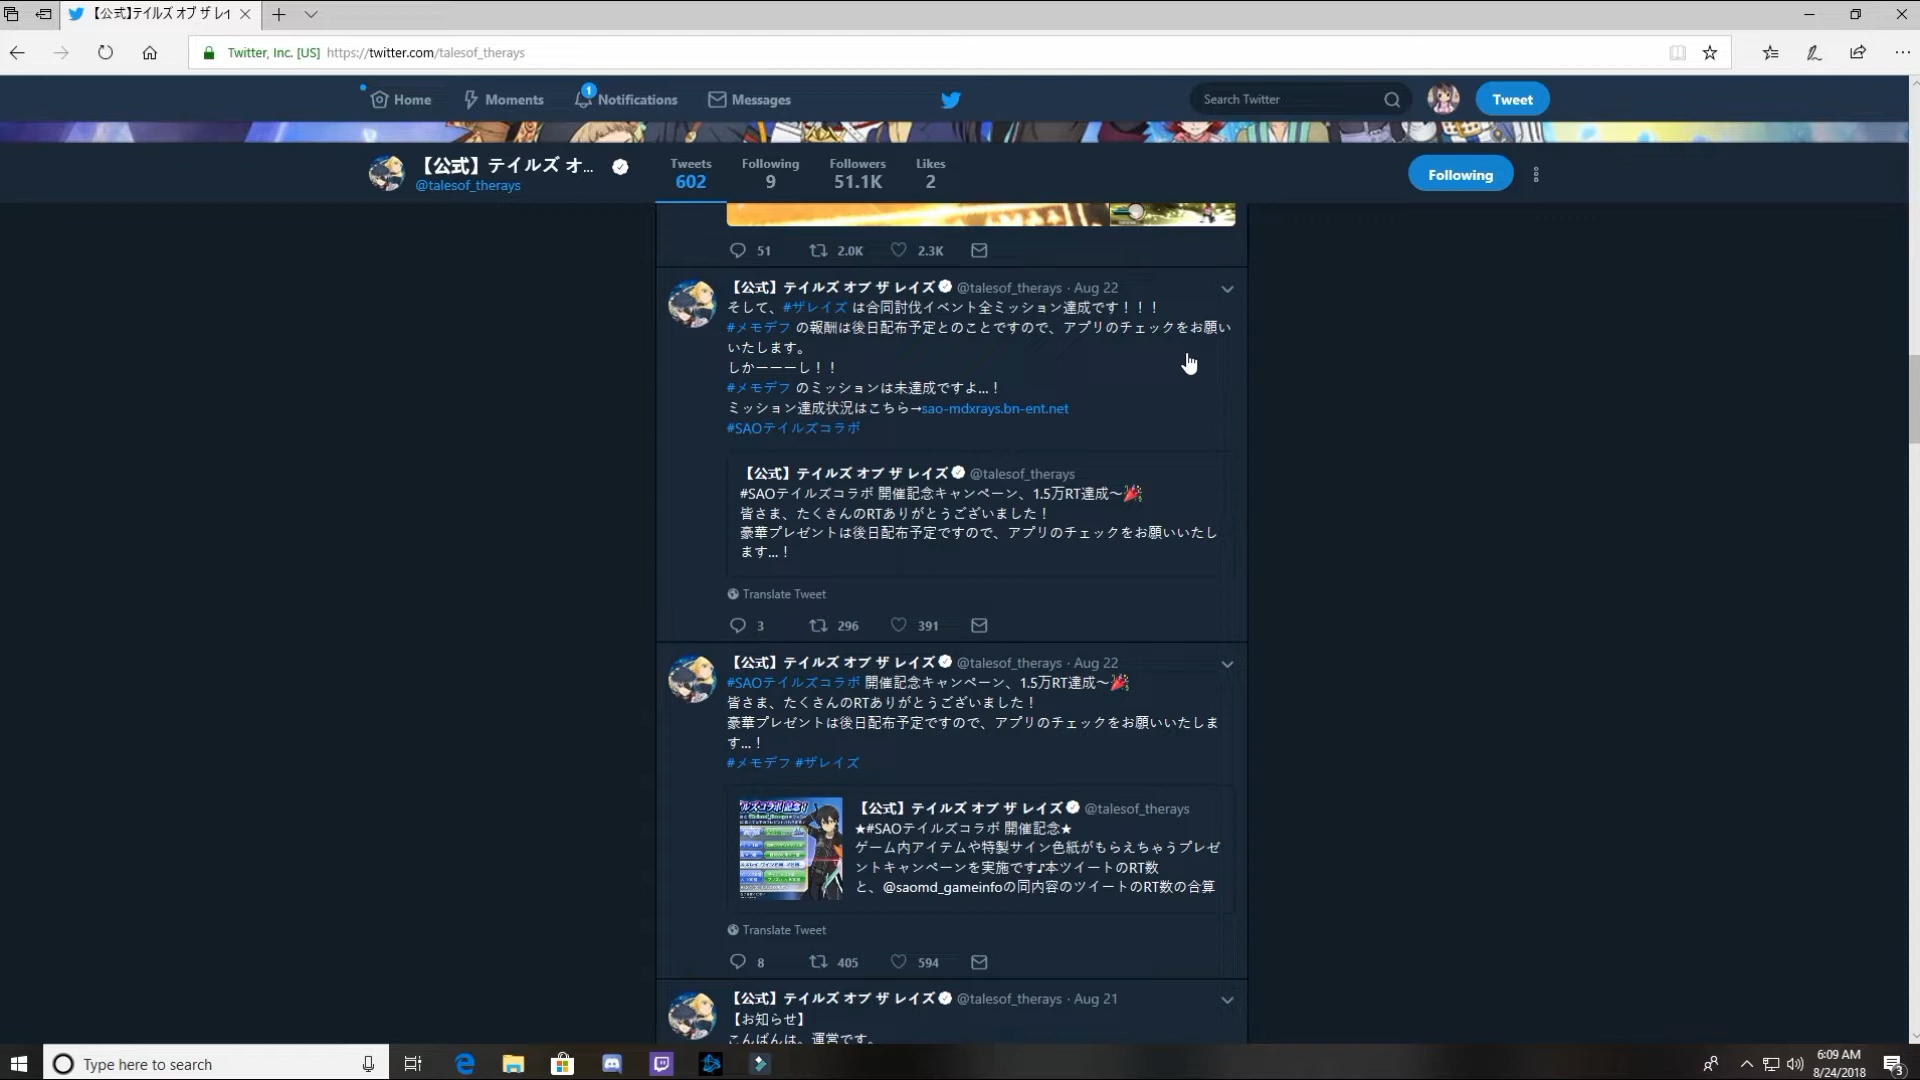 【公式】テイルズ オブ ザ レイ
Twitter, Inc. [US] https://twitter.com/talesof_therays
Home
Moments
1
Notifications
Messages
Search Twitter
Tweet
【公式】テイルズ オ...
@talesof_therays
Tweets
602
Following
9
Followers
51.1K
Likes
2
Following
51 2.0K 2.3K
【公式】テイルズ オブ ザ レイズ @talesof_therays · Aug 22
そして、#ザレイズ は合同討伐イベント全ミッション達成です！！！
#メモデフ の報酬は後日配布予定とのことですので、アプリのチェックをお願い
いたします。
しかーーーし！！
#メモデフ のミッションは未達成ですよ...！
ミッション達成状況はこちら→sao-mdxrays.bn-ent.net
#SAOテイルズコラボ
【公式】テイルズ オブ ザ レイズ @talesof_therays
#SAOテイルズコラボ 開催記念キャンペーン、1.5万RT達成～🎉
皆さま、たくさんのRTありがとうございました！
豪華プレゼントは後日配布予定ですので、アプリのチェックをお願いいたし
ます...！
Translate Tweet
3 296 391
【公式】テイルズ オブ ザ レイズ @talesof_therays · Aug 22
#SAOテイルズコラボ 開催記念キャンペーン、1.5万RT達成～🎉
皆さま、たくさんのRTありがとうございました！
豪華プレゼントは後日配布予定ですので、アプリのチェックをお願いいたしま
す...！
#メモデフ #ザレイズ
【公式】テイルズ オブ ザ レイズ @talesof_therays
★#SAOテイルズコラボ 開催記念★
ゲーム内アイテムや特製サイン色紙がもらえちゃうプレゼ
ントキャンペーンを実施です♪本ツイートのRT数
と、@saomd_gameinfoの同内容のツイートのRT数の合算
Translate Tweet
8 405 594
【公式】テイルズ オブ ザ レイズ @talesof_therays · Aug 21
【お知らせ】
こんばんは。運営です。
Type here to search
6:09 AM
8/24/2018
3